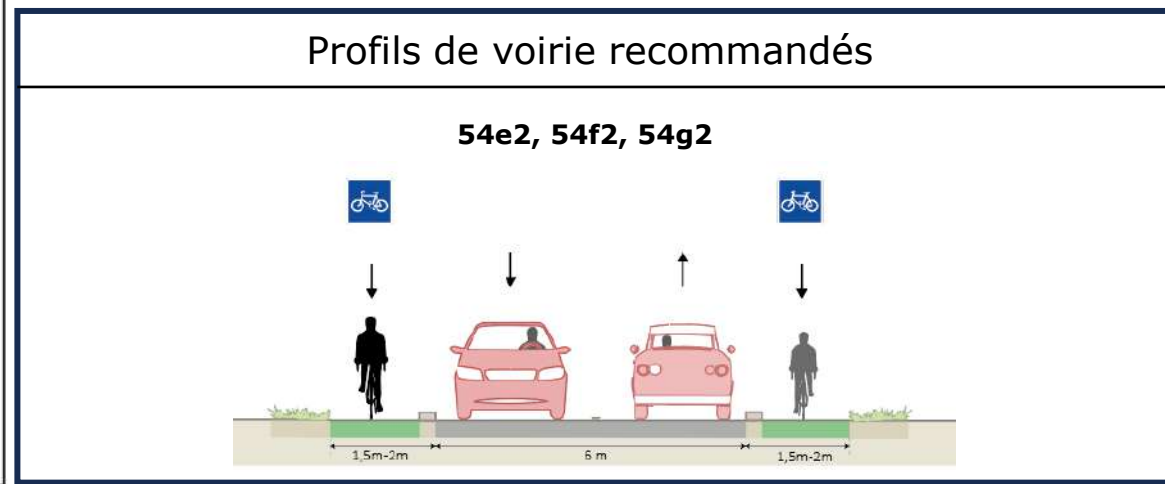 Profils de voirie recommandés
54e2, 54f2, 54g2
1,5m-2m 6 m 1,5m-2m